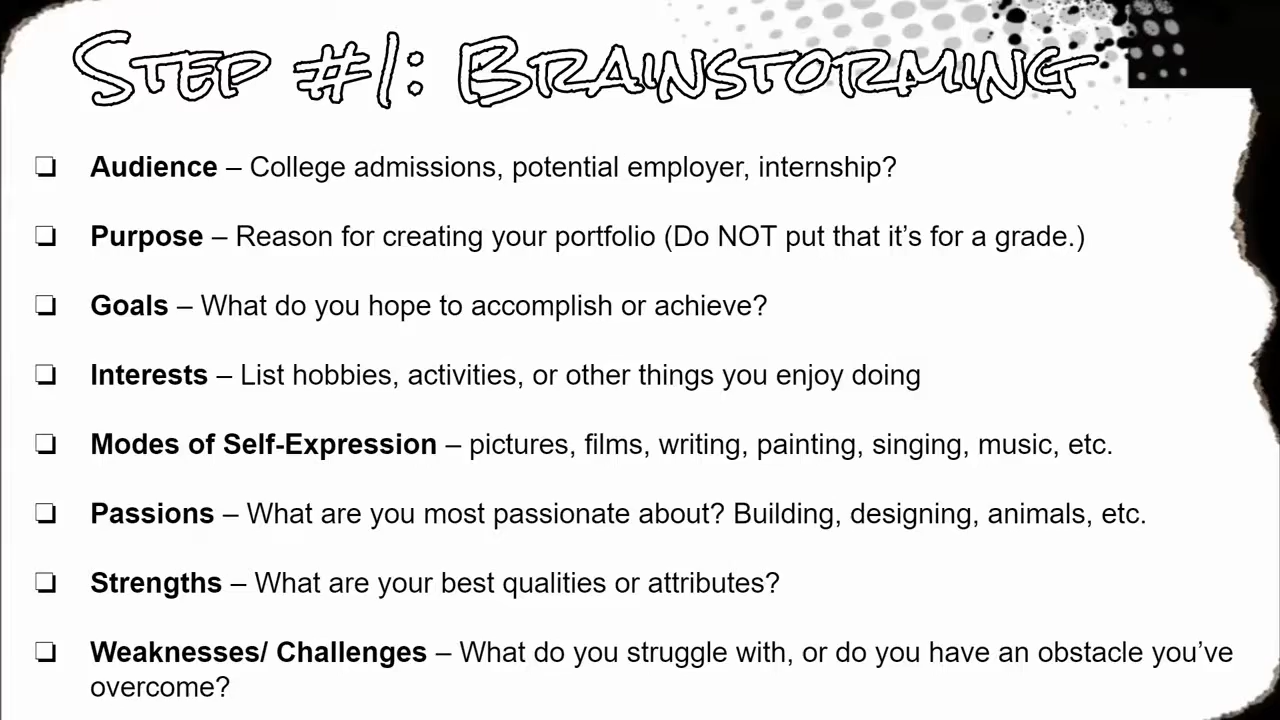 Step #1: Brainstorming
❏ Audience – College admissions, potential employer, internship?
❏ Purpose – Reason for creating your portfolio (Do NOT put that it’s for a grade.)
❏ Goals – What do you hope to accomplish or achieve?
❏ Interests – List hobbies, activities, or other things you enjoy doing
❏ Modes of Self-Expression – pictures, films, writing, painting, singing, music, etc.
❏ Passions – What are you most passionate about? Building, designing, animals, etc.
❏ Strengths – What are your best qualities or attributes?
❏ Weaknesses/ Challenges – What do you struggle with, or do you have an obstacle you’ve
overcome?